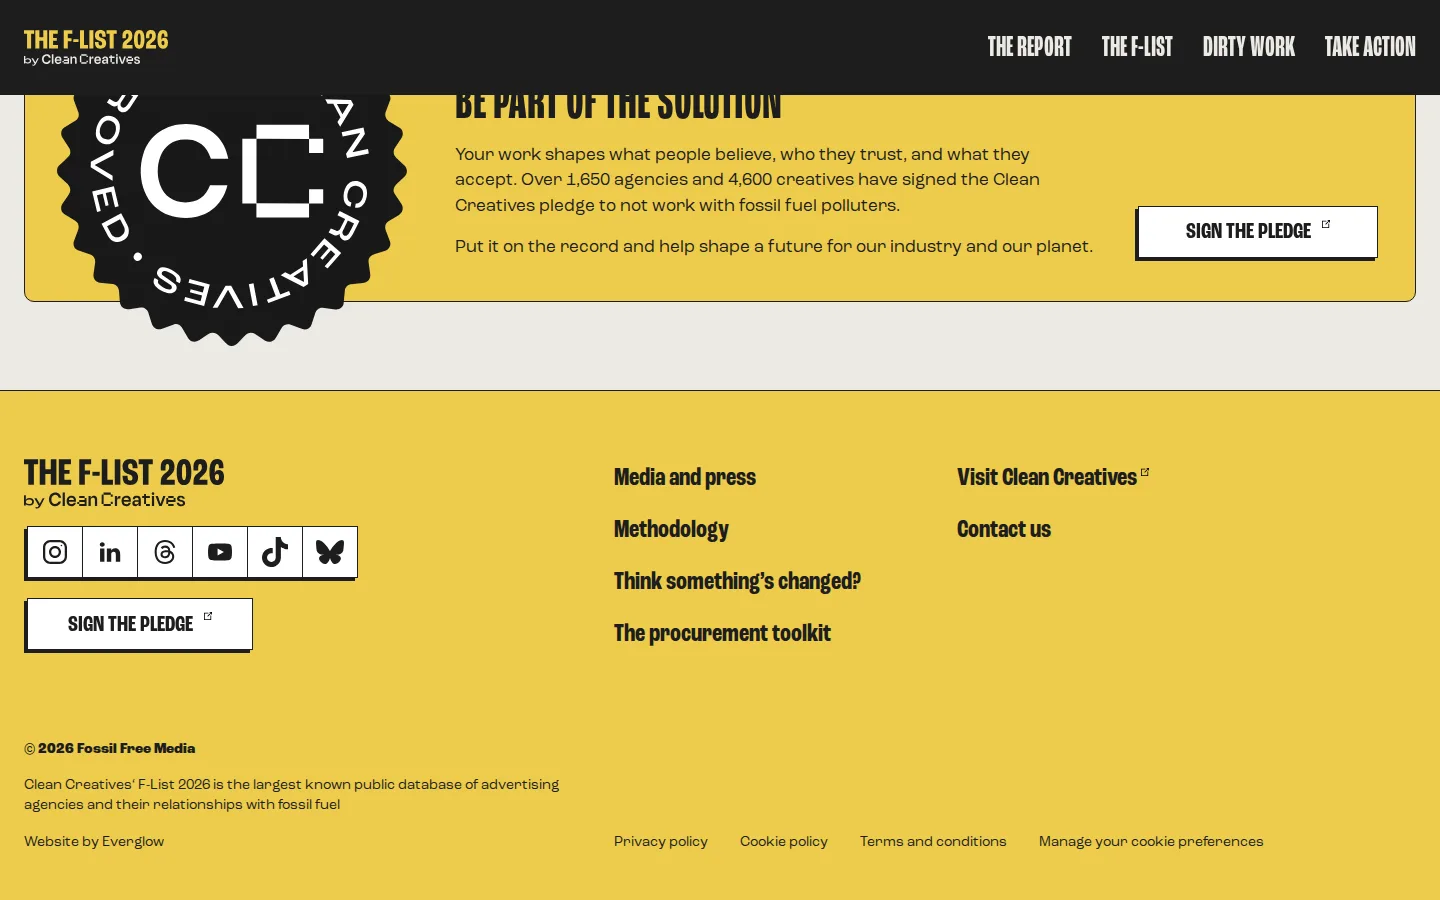 THE F-LIST 2026
by Clean Creatives
THE REPORT
THE F-LIST
DIRTY WORK
TAKE ACTION
BE PART OF THE SOLUTION
CC
ROVED • AN CREATIVES
Your work shapes what people believe, who they trust, and what they
accept. Over 1,650 agencies and 4,600 creatives have signed the Clean
Creatives pledge to not work with fossil fuel polluters.
Put it on the record and help shape a future for our industry and our planet.
SIGN THE PLEDGE
THE F-LIST 2026
by Clean Creatives
SIGN THE PLEDGE
Media and press
Methodology
Think something’s changed?
The procurement toolkit
Visit Clean Creatives
Contact us
© 2026 Fossil Free Media
Clean Creatives’ F-List 2026 is the largest known public database of advertising
agencies and their relationships with fossil fuel
Website by Everglow
Privacy policy
Cookie policy
Terms and conditions
Manage your cookie preferences